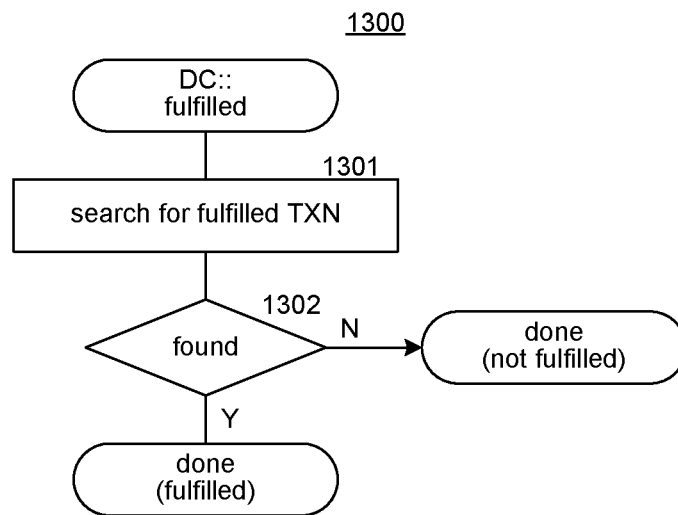 1300
DC::
fulfilled
1301
search for fulfilled TXN
1302
found
N
done
(not fulfilled)
Y
done
(fulfilled)